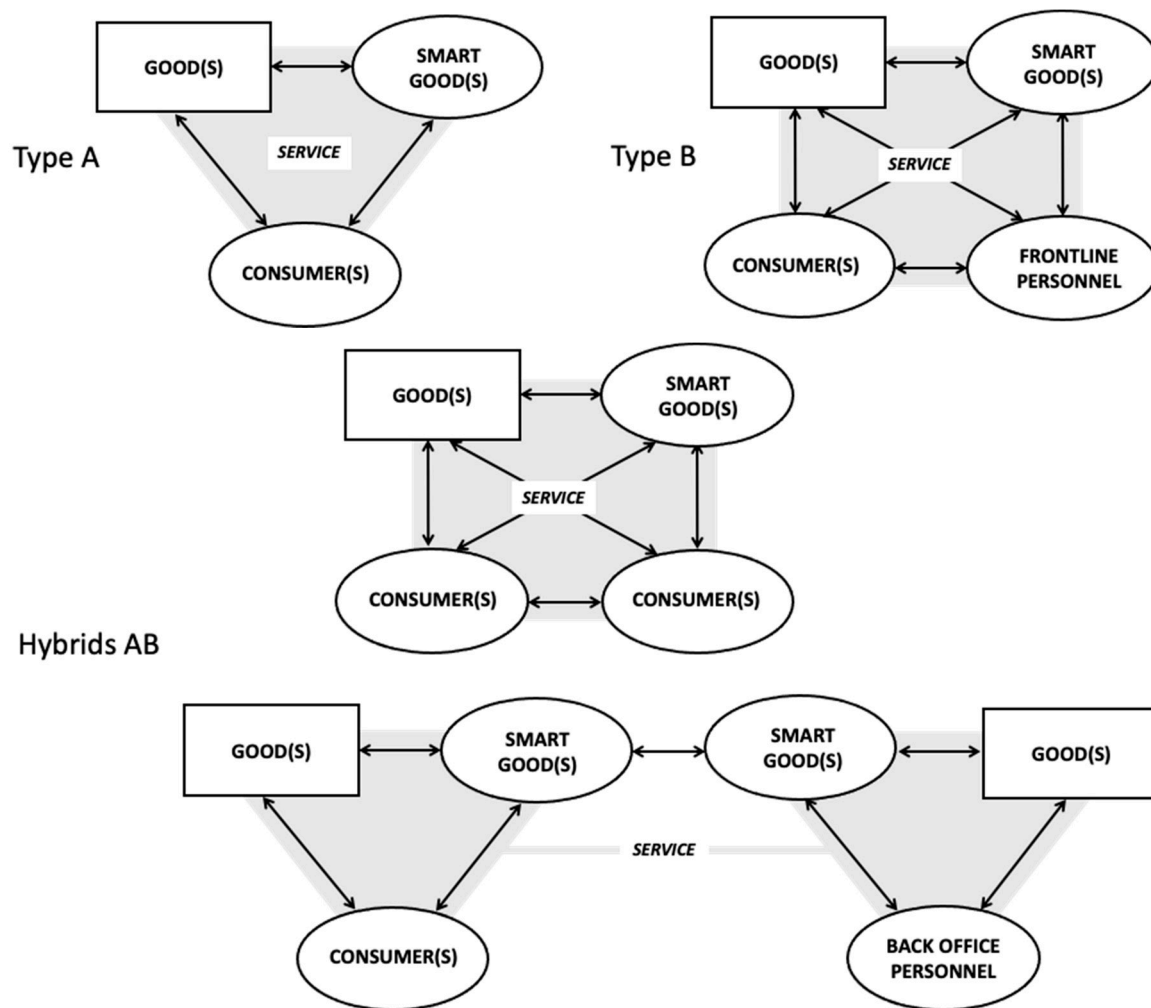 GOOD(S)
SMART
GOOD(S)
Type A
SERVICE
CONSUMER(S)
GOOD(S)
SMART
GOOD(S)
Type B
SERVICE
CONSUMER(S)
FRONTLINE
PERSONNEL
GOOD(S)
SMART
GOOD(S)
SERVICE
CONSUMER(S)
CONSUMER(S)
Hybrids AB
GOOD(S)
SMART
GOOD(S)
SMART
GOOD(S)
GOOD(S)
SERVICE
CONSUMER(S)
BACK OFFICE
PERSONNEL